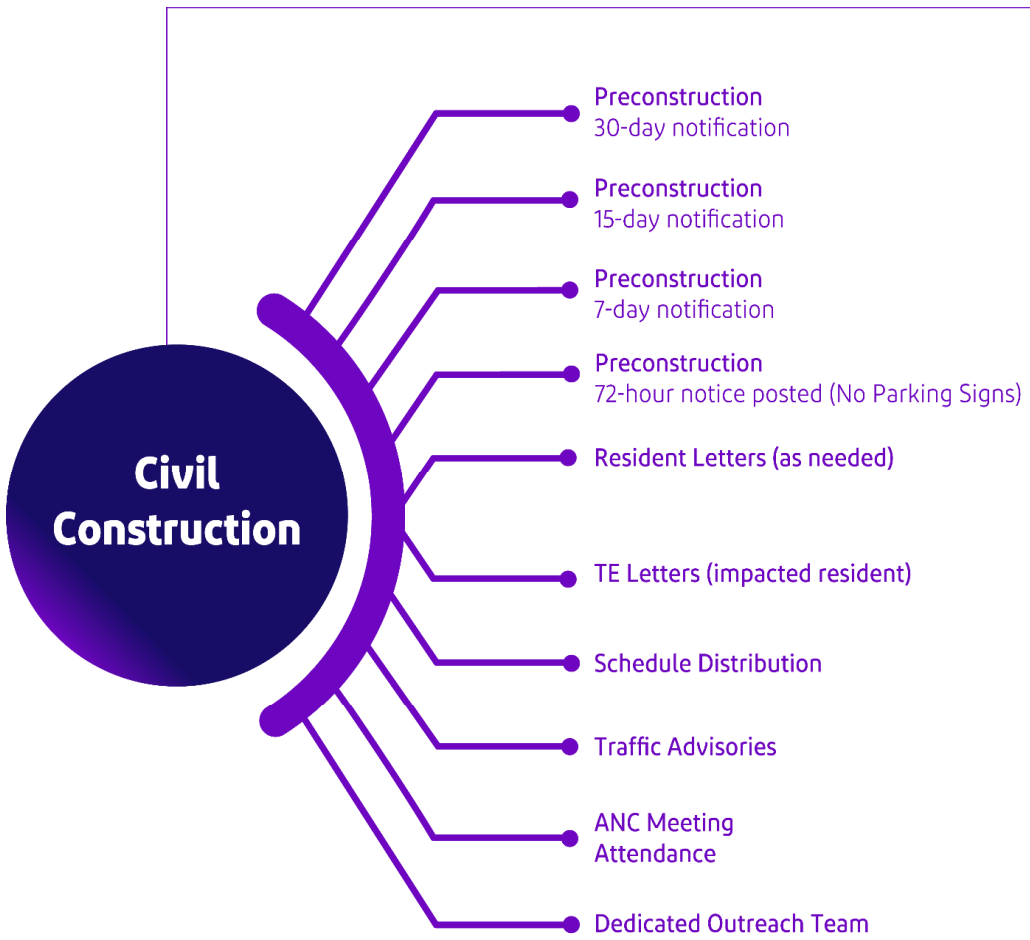 Preconstruction
30-day notification
Preconstruction
15-day notification
Preconstruction
7-day notification
Preconstruction
72-hour notice posted (No Parking Signs)
Civil
Construction
Resident Letters (as needed)
TE Letters (impacted resident)
Schedule Distribution
Traffic Advisories
ANC Meeting
Attendance
Dedicated Outreach Team